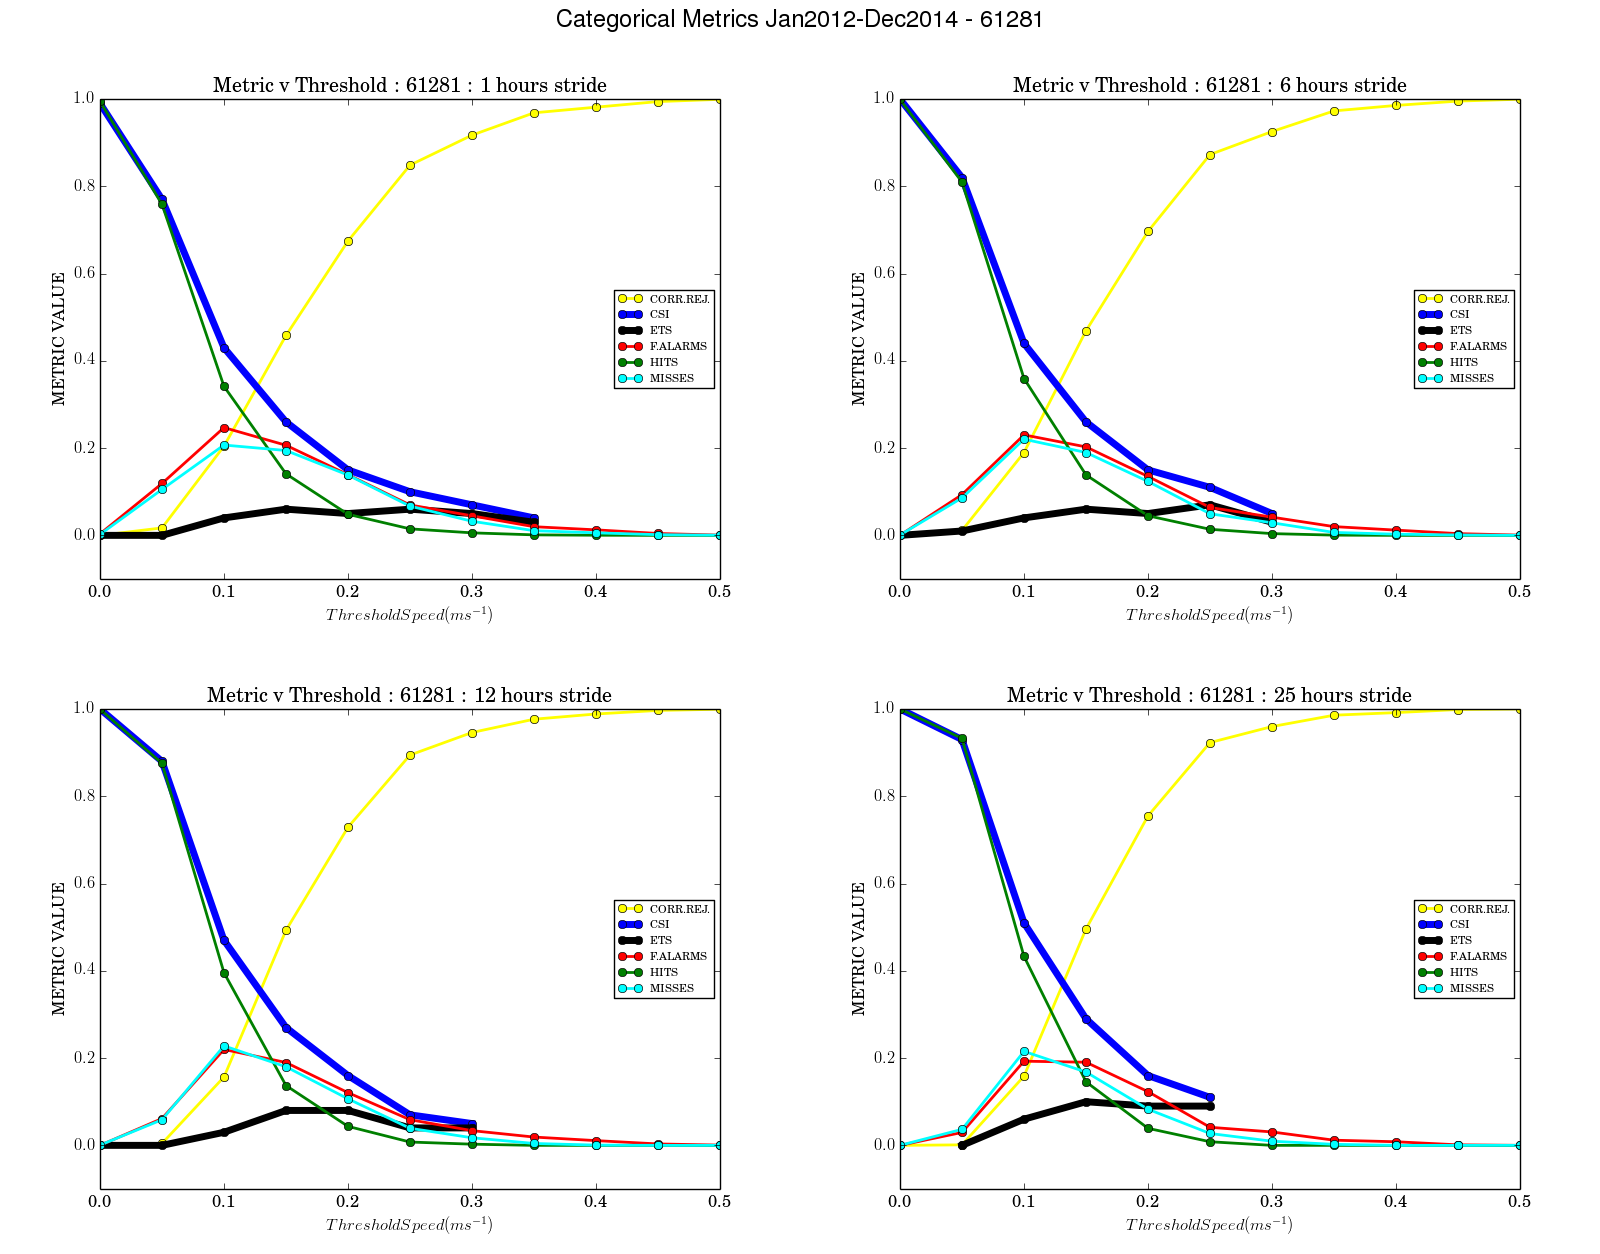 Categorical Metrics Jan2012-Dec2014 - 61281
Metric v Threshold : 61281 : 1 hours stride
1.0
0.8
0.6
0.4
0.2
0.0
METRIC VALUE
CORR.REJ.
CSI
ETS
F.ALARMS
HITS
MISSES
0.0 0.1 0.2 0.3 0.4 0.5
ThresholdSpeed(ms⁻¹)
Metric v Threshold : 61281 : 6 hours stride
1.0
0.8
0.6
0.4
0.2
0.0
METRIC VALUE
CORR.REJ.
CSI
ETS
F.ALARMS
HITS
MISSES
0.0 0.1 0.2 0.3 0.4 0.5
ThresholdSpeed(ms⁻¹)
Metric v Threshold : 61281 : 12 hours stride
1.0
0.8
0.6
0.4
0.2
0.0
METRIC VALUE
CORR.REJ.
CSI
ETS
F.ALARMS
HITS
MISSES
0.0 0.1 0.2 0.3 0.4 0.5
ThresholdSpeed(ms⁻¹)
Metric v Threshold : 61281 : 25 hours stride
1.0
0.8
0.6
0.4
0.2
0.0
METRIC VALUE
CORR.REJ.
CSI
ETS
F.ALARMS
HITS
MISSES
0.0 0.1 0.2 0.3 0.4 0.5
ThresholdSpeed(ms⁻¹)